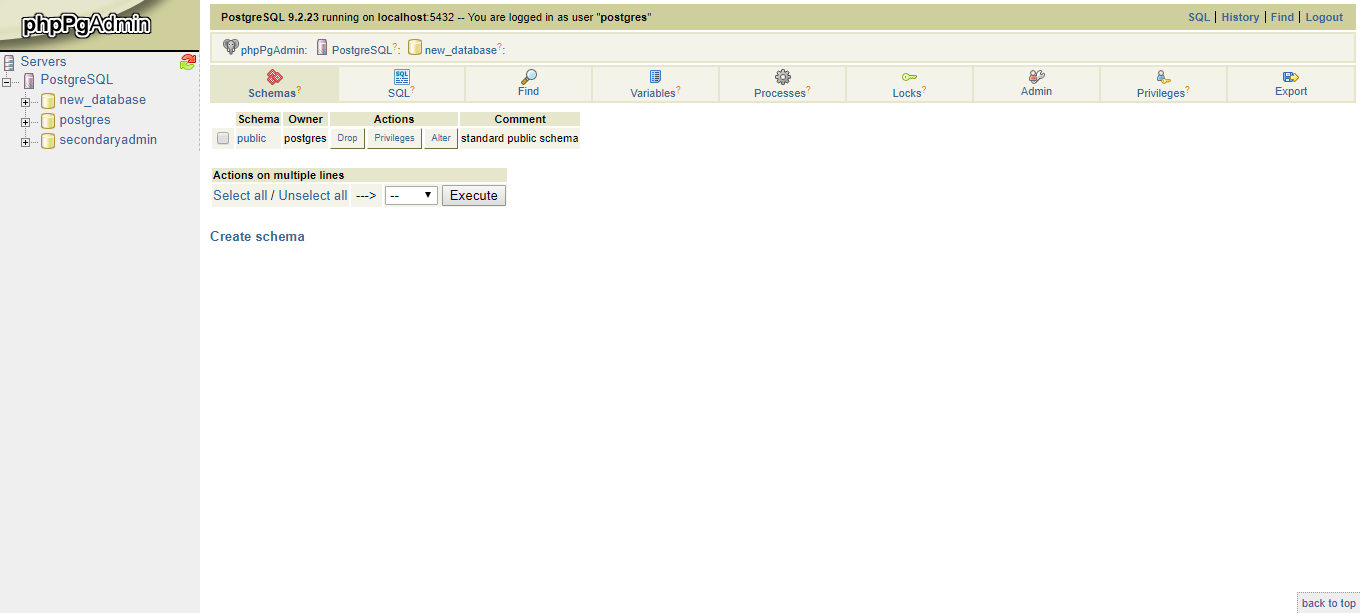 phpPgAdmin
Servers
PostgreSQL
new_database
postgres
secondaryadmin
PostgreSQL 9.2.23 running on localhost:5432 -- You are logged in as user "postgres"
SQL | History | Find | Logout
phpPgAdmin: PostgreSQL?: new_database?:
Schemas? SQL? Find Variables? Processes? Locks? Admin Privileges? Export
Schema Owner Actions Comment
public postgres Drop Privileges Alter standard public schema
Actions on multiple lines
Select all / Unselect all ---> -- Execute
Create schema
back to top